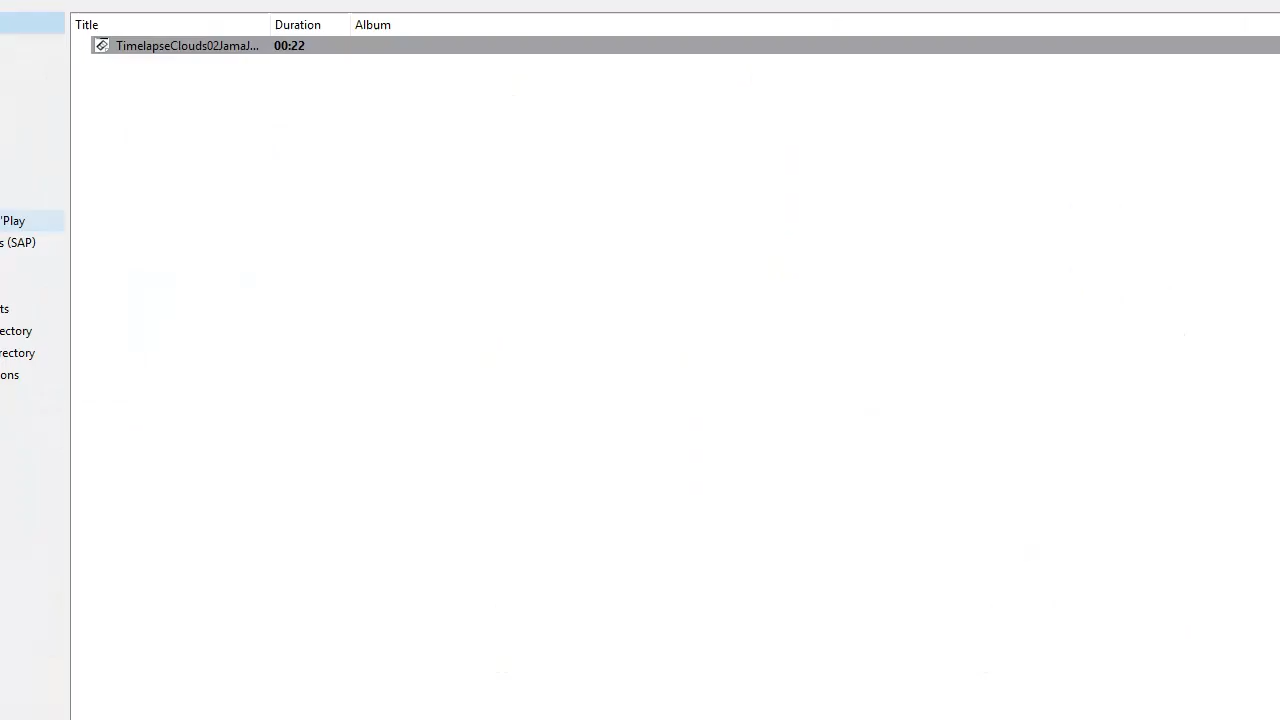 Title Duration Album
TimelapseClouds02JamaJ... 00:22
'Play
s (SAP)
ts
ectory
rectory
ons